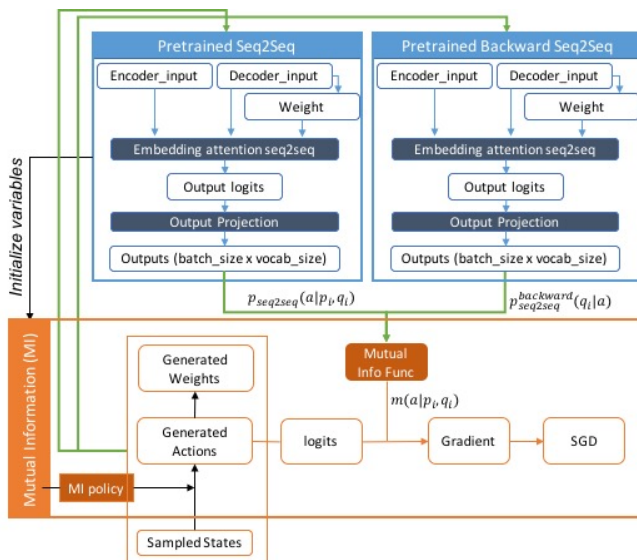 Pretrained Seq2Seq
Encoder_input
Decoder_input
Weight
Embedding attention seq2seq
Output logits
Output Projection
Outputs (batch_size x vocab_size)
Pretrained Backward Seq2Seq
Encoder_input
Decoder_input
Weight
Embedding attention seq2seq
Output logits
Output Projection
Outputs (batch_size x vocab_size)
Initialize variables
p_{seq2seq}(a|p_i, q_i)
p^{backward}_{seq2seq}(q_i|a)
Mutual Information (MI)
Generated
Weights
Mutual
Info Func
m(a|p_i, q_i)
Generated
Actions
logits
Gradient
SGD
MI policy
Sampled States